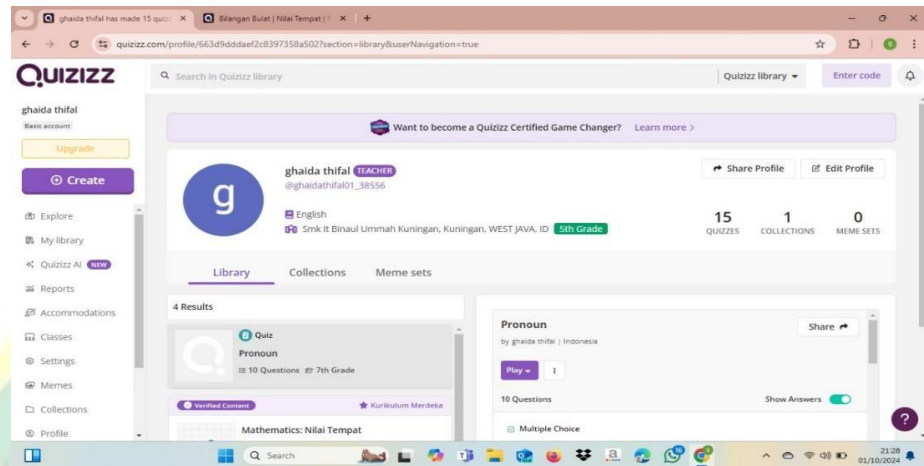 ghaida thifal has made 15 quiz
Bilangan Bulat | Nilai Tempat |
quizizz.com/profile/663d9dddaef2c8397358a502?section=library&userNavigation=true
QUIZIZZ
Search in Quizizz library
Quizizz library
Enter code
ghaida thifal
Basic account
Upgrade
Create
Explore
My library
Quizizz AI NEW
Reports
Accommodations
Classes
Settings
Memes
Collections
Profile
Want to become a Quizizz Certified Game Changer? Learn more >
g
ghaida thifal TEACHER
@ghaidathifal01_38556
English
Smk It Binaul Ummah Kuningan, Kuningan, WEST JAVA, ID 5th Grade
Share Profile
Edit Profile
15 1 0
QUIZZES COLLECTIONS MEME SETS
Library Collections Meme sets
4 Results
Quiz
Pronoun
10 Questions 7th Grade
Verified Content Kurikulum Merdeka
Mathematics: Nilai Tempat
Pronoun
by ghaida thifal | Indonesia
Share
Play
10 Questions
Show Answers
Multiple Choice
?
Search
21:28
01/10/2024